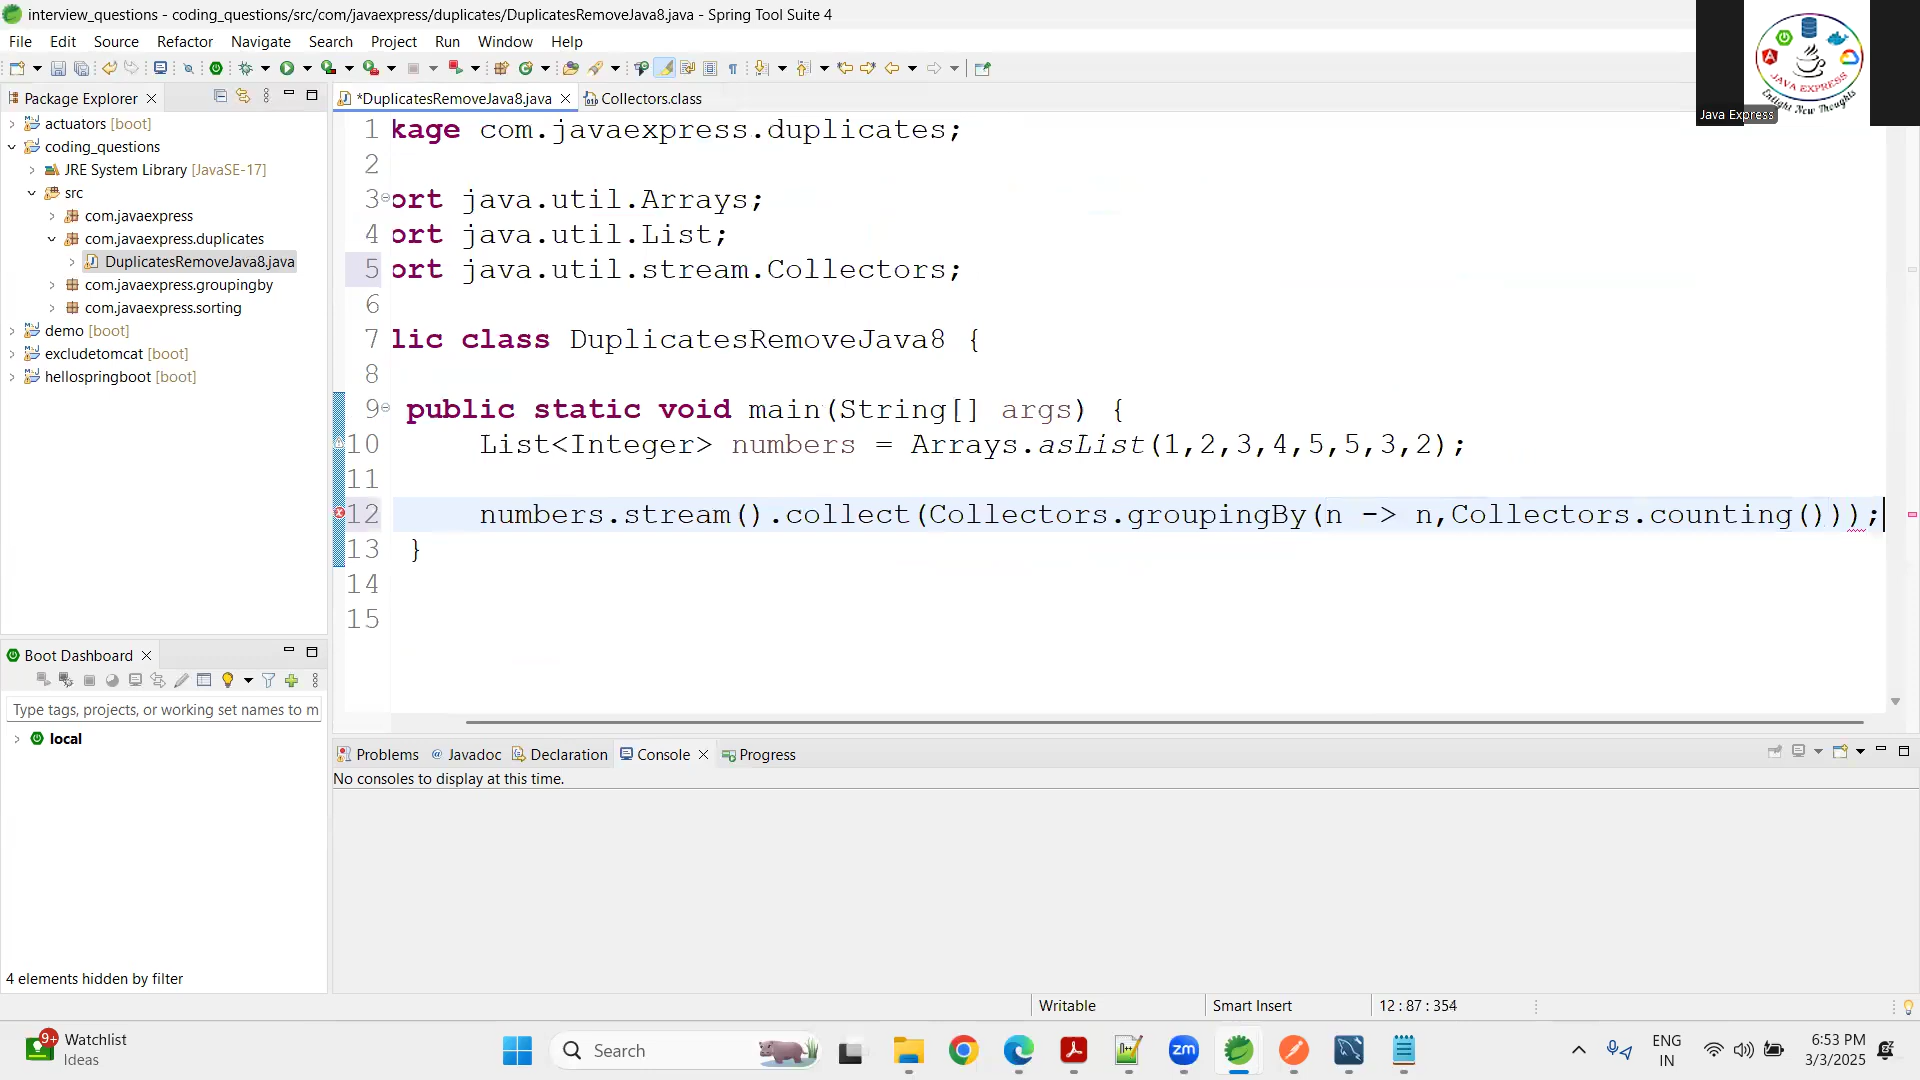 interview_questions - coding_questions/src/com/javaexpress/duplicates/DuplicatesRemoveJava8.java - Spring Tool Suite 4
File Edit Source Refactor Navigate Search Project Run Window Help
Package Explorer
actuators [boot]
coding_questions
JRE System Library [JavaSE-17]
src
com.javaexpress
com.javaexpress.duplicates
DuplicatesRemoveJava8.java
com.javaexpress.groupingby
com.javaexpress.sorting
demo [boot]
excludetomcat [boot]
hellospringboot [boot]
*DuplicatesRemoveJava8.java Collectors.class
1 kage com.javaexpress.duplicates;
2
3 ort java.util.Arrays;
4 ort java.util.List;
5 ort java.util.stream.Collectors;
6
7 lic class DuplicatesRemoveJava8 {
8
9 public static void main(String[] args) {
10 List<Integer> numbers = Arrays.asList(1,2,3,4,5,5,3,2);
11
12 numbers.stream().collect(Collectors.groupingBy(n -> n,Collectors.counting()));
13 }
14
15
JAVA EXPRESS
Enlight New Thoughts
Java Express
Boot Dashboard
Type tags, projects, or working set names to m
local
4 elements hidden by filter
Problems Javadoc Declaration Console Progress
No consoles to display at this time.
Writable Smart Insert 12 : 87 : 354
9+ Watchlist
Ideas
Search
zm
ENG
IN
6:53 PM
3/3/2025